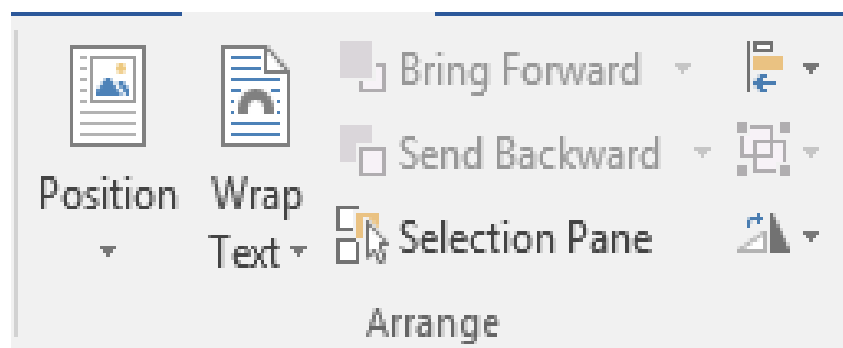 Bring Forward
Send Backward
Position
Wrap
Text
Selection Pane
Arrange